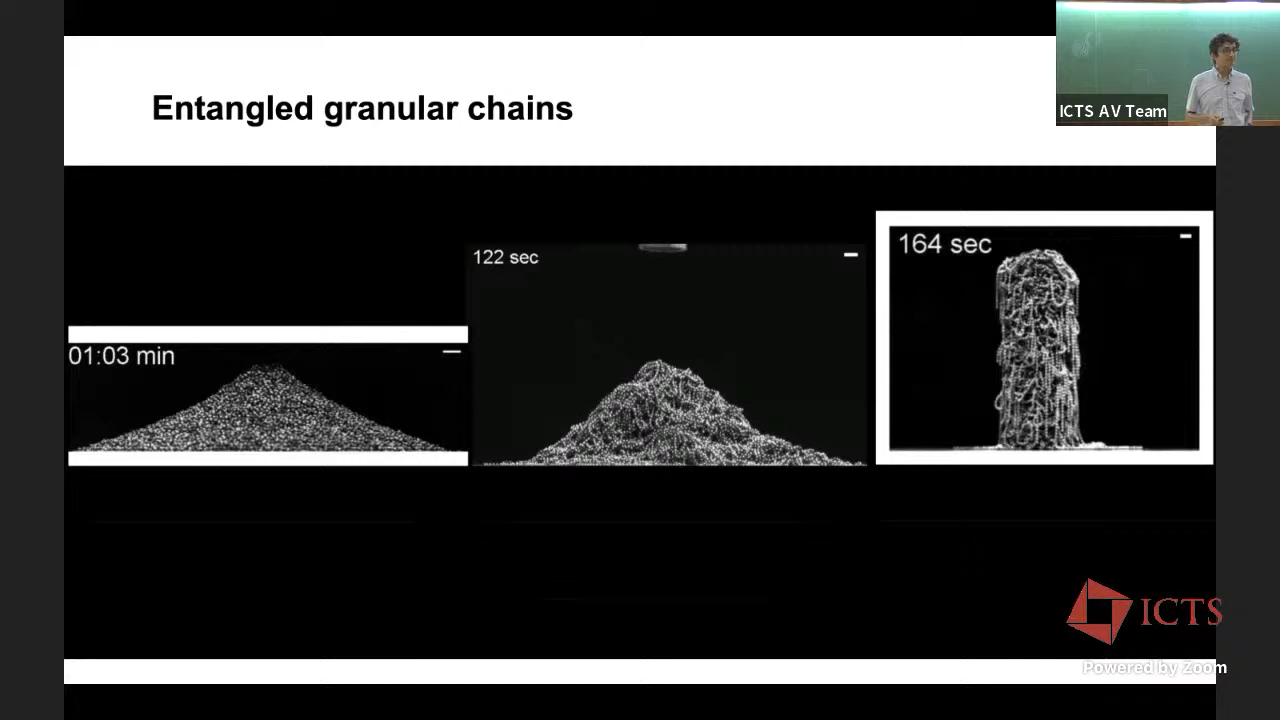 Entangled granular chains
ICTS AV Team
01:03 min
122 sec
164 sec
ICTS
Powered by Zoom